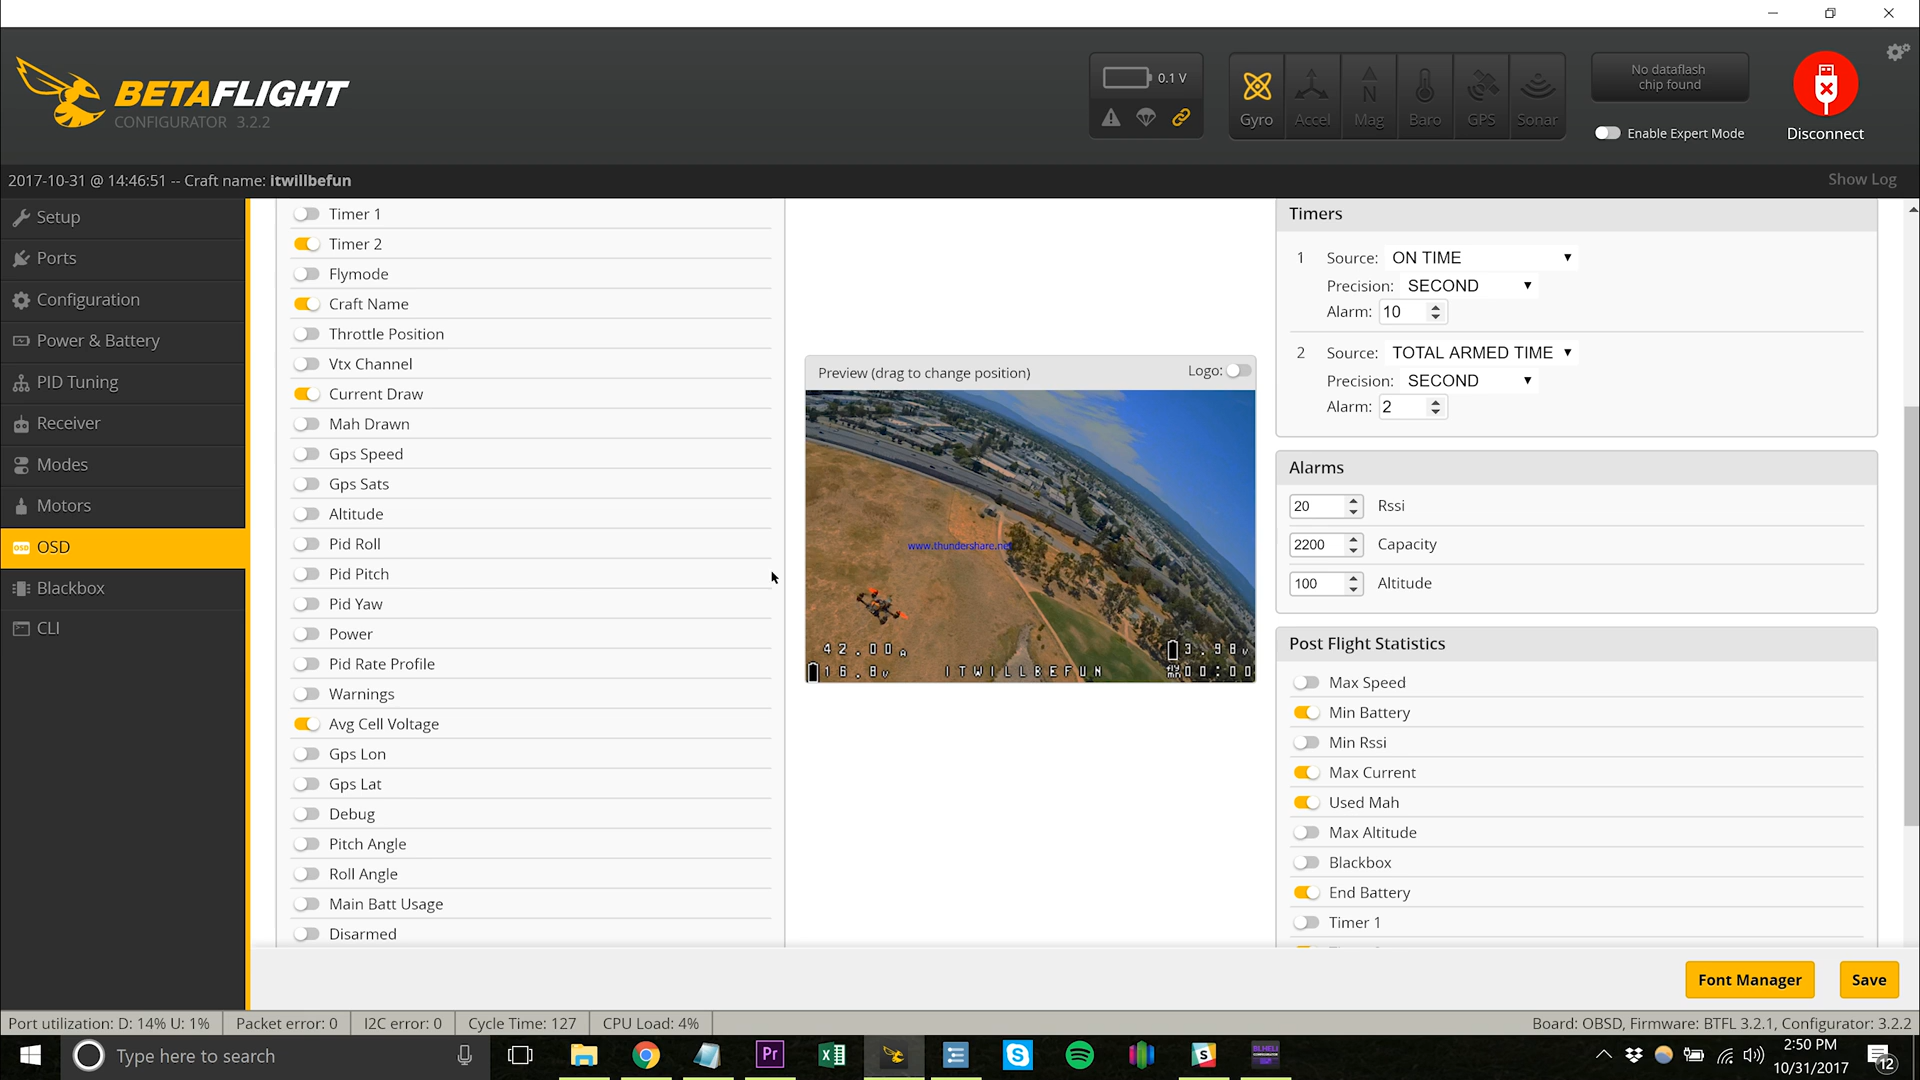 BETAFLIGHT
CONFIGURATOR 3.2.2
0.1 V
Gyro
Accel
Mag
Baro
GPS
Sonar
No dataflash
chip found
Enable Expert Mode
Disconnect
2017-10-31 @ 14:46:51 -- Craft name: itwillbefun
Show Log
Setup
Ports
Configuration
Power & Battery
PID Tuning
Receiver
Modes
Motors
OSD
Blackbox
CLI
Timer 1
Timer 2
Flymode
Craft Name
Throttle Position
Vtx Channel
Current Draw
Mah Drawn
Gps Speed
Gps Sats
Altitude
Pid Roll
Pid Pitch
Pid Yaw
Power
Pid Rate Profile
Warnings
Avg Cell Voltage
Gps Lon
Gps Lat
Debug
Pitch Angle
Roll Angle
Main Batt Usage
Disarmed
Preview (drag to change position)
Logo:
www.thundershare.net
42.00A
3.98V
16.8V
ITWILLBEFUN
00:00
Timers
1 Source: ON TIME
Precision: SECOND
Alarm: 10
2 Source: TOTAL ARMED TIME
Precision: SECOND
Alarm: 2
Alarms
20 Rssi
2200 Capacity
100 Altitude
Post Flight Statistics
Max Speed
Min Battery
Min Rssi
Max Current
Used Mah
Max Altitude
Blackbox
End Battery
Timer 1
Font Manager
Save
Port utilization: D: 14% U: 1%
Packet error: 0
I2C error: 0
Cycle Time: 127
CPU Load: 4%
Board: OBSD, Firmware: BTFL 3.2.1, Configurator: 3.2.2
Type here to search
Pr
BLHELI
2:50 PM
10/31/2017
12